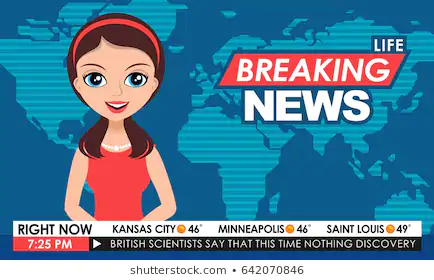 LIFE
BREAKING
NEWS
RIGHT NOW KANSAS CITY 46° MINNEAPOLIS 46° SAINT LOUIS 49°
7:25 PM BRITISH SCIENTISTS SAY THAT THIS TIME NOTHING DISCOVERY
shutterstock.com • 642070846